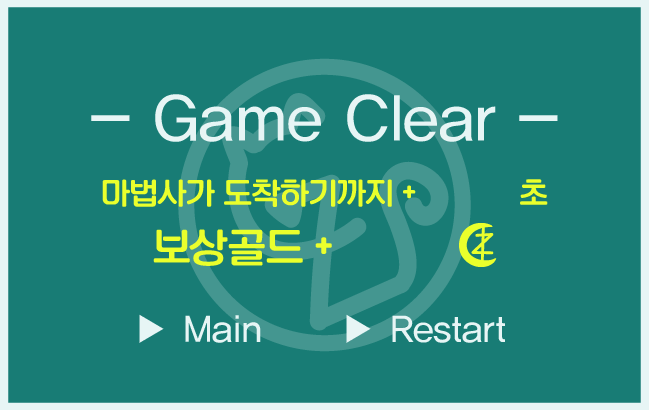 - Game Clear -
마법사가 도착하기까지 + 초
보상골드 +
▶ Main ▶ Restart